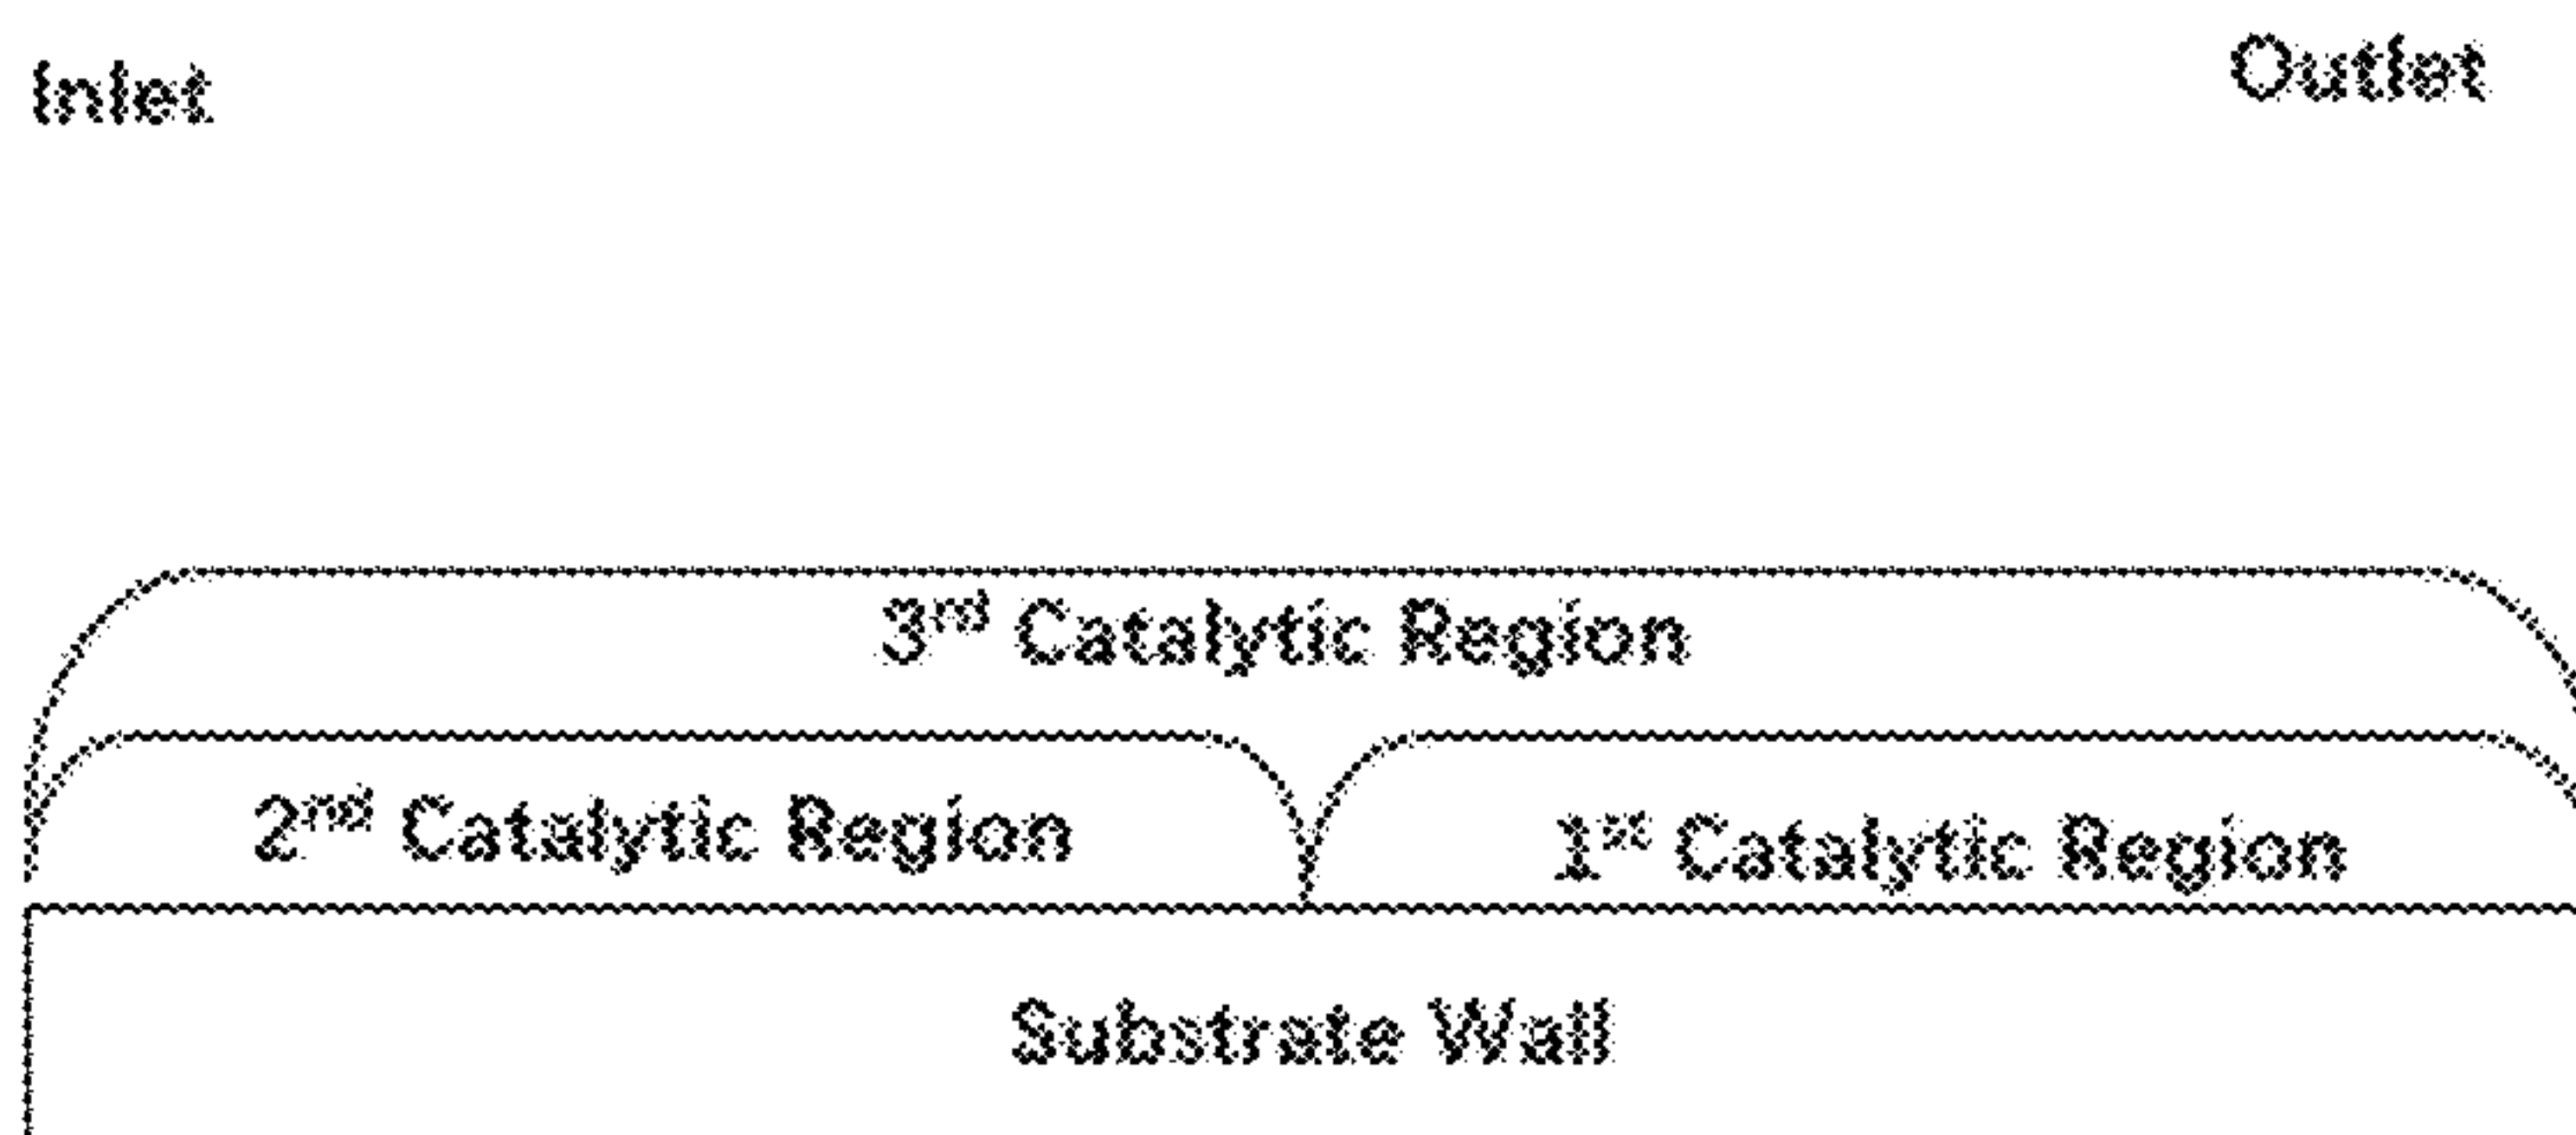 Inlet
Outlet
3rd Catalytic Region
2nd Catalytic Region
1st Catalytic Region
Substrate Wall